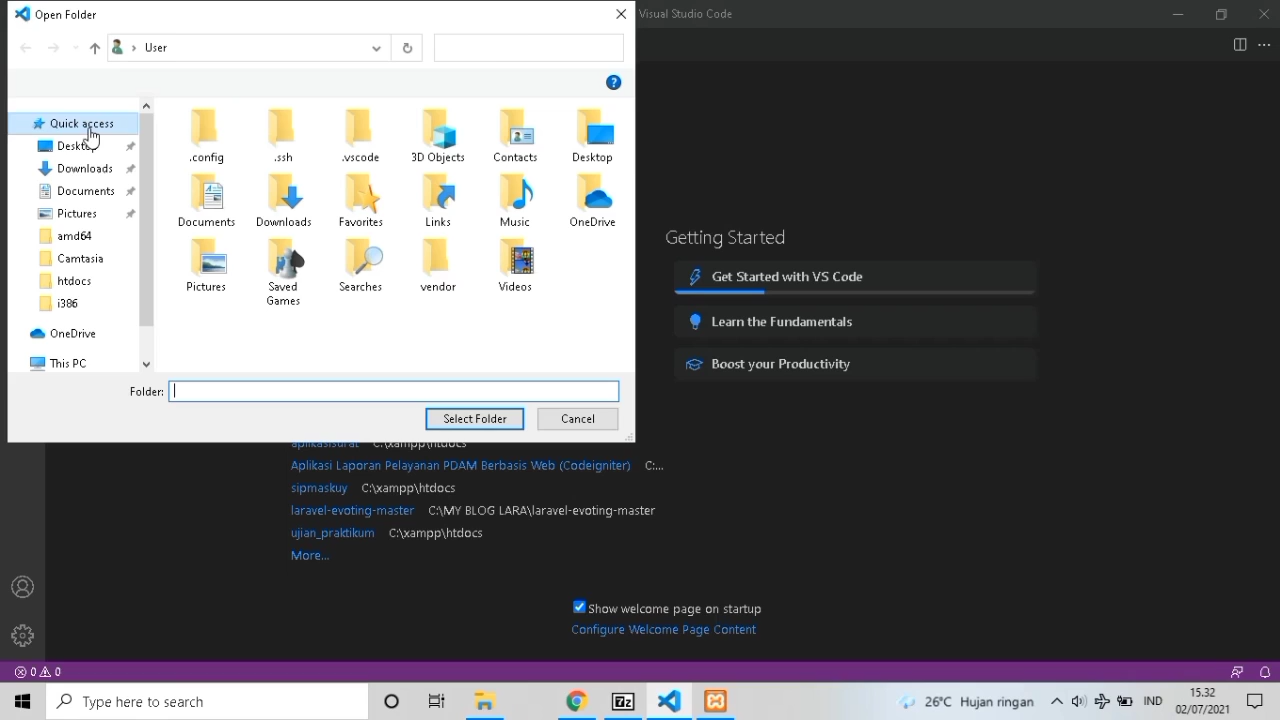 Open Folder
Visual Studio Code
User
Quick access
Desktop
Downloads
Documents
Pictures
amd64
Camtasia
htdocs
i386
OneDrive
This PC
.config
.ssh
.vscode
3D Objects
Contacts
Desktop
Documents
Downloads
Favorites
Links
Music
OneDrive
Pictures
Saved
Games
Searches
vendor
Videos
Folder:
Select Folder
Cancel
Getting Started
Get Started with VS Code
Learn the Fundamentals
Boost your Productivity
aplikasisurat C:\xampp\htdocs
Aplikasi Laporan Pelayanan PDAM Berbasis Web (Codeigniter) C:...
sipmaskuy C:\xampp\htdocs
laravel-evoting-master C:\MY BLOG LARA\laravel-evoting-master
ujian_praktikum C:\xampp\htdocs
More...
Show welcome page on startup
Configure Welcome Page Content
0 0
Type here to search
7z
26°C Hujan ringan
IND
15.32
02/07/2021